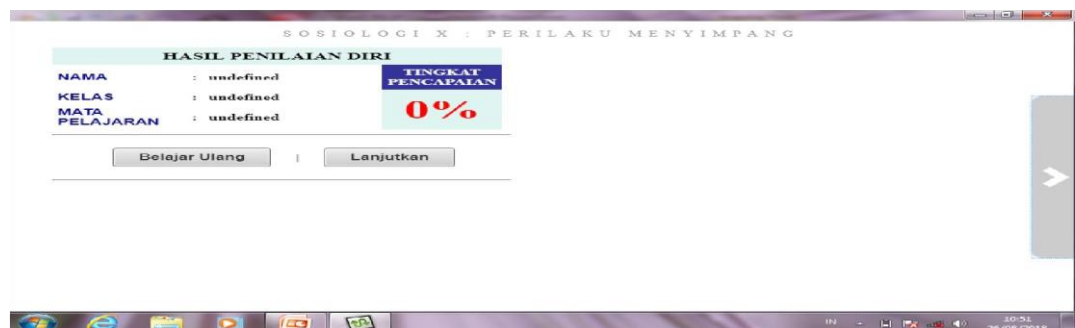 SOSIOLOGI X : PERILAKU MENYIMPANG
HASIL PENILAIAN DIRI
NAMA : undefined
KELAS : undefined
MATA PELAJARAN : undefined
TINGKAT
PENCAPAIAN
0%
Belajar Ulang | Lanjutkan
IN
10:51